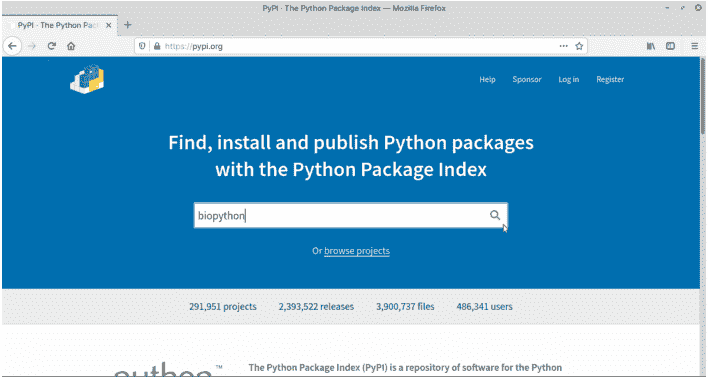 PyPI · The Python Package Index — Mozilla Firefox
PyPI · The Python Pack
https://pypi.org
Help Sponsor Log in Register
Find, install and publish Python packages
with the Python Package Index
biopython
Or browse projects
291,951 projects 2,393,522 releases 3,900,737 files 486,341 users
python™
The Python Package Index (PyPI) is a repository of software for the Python